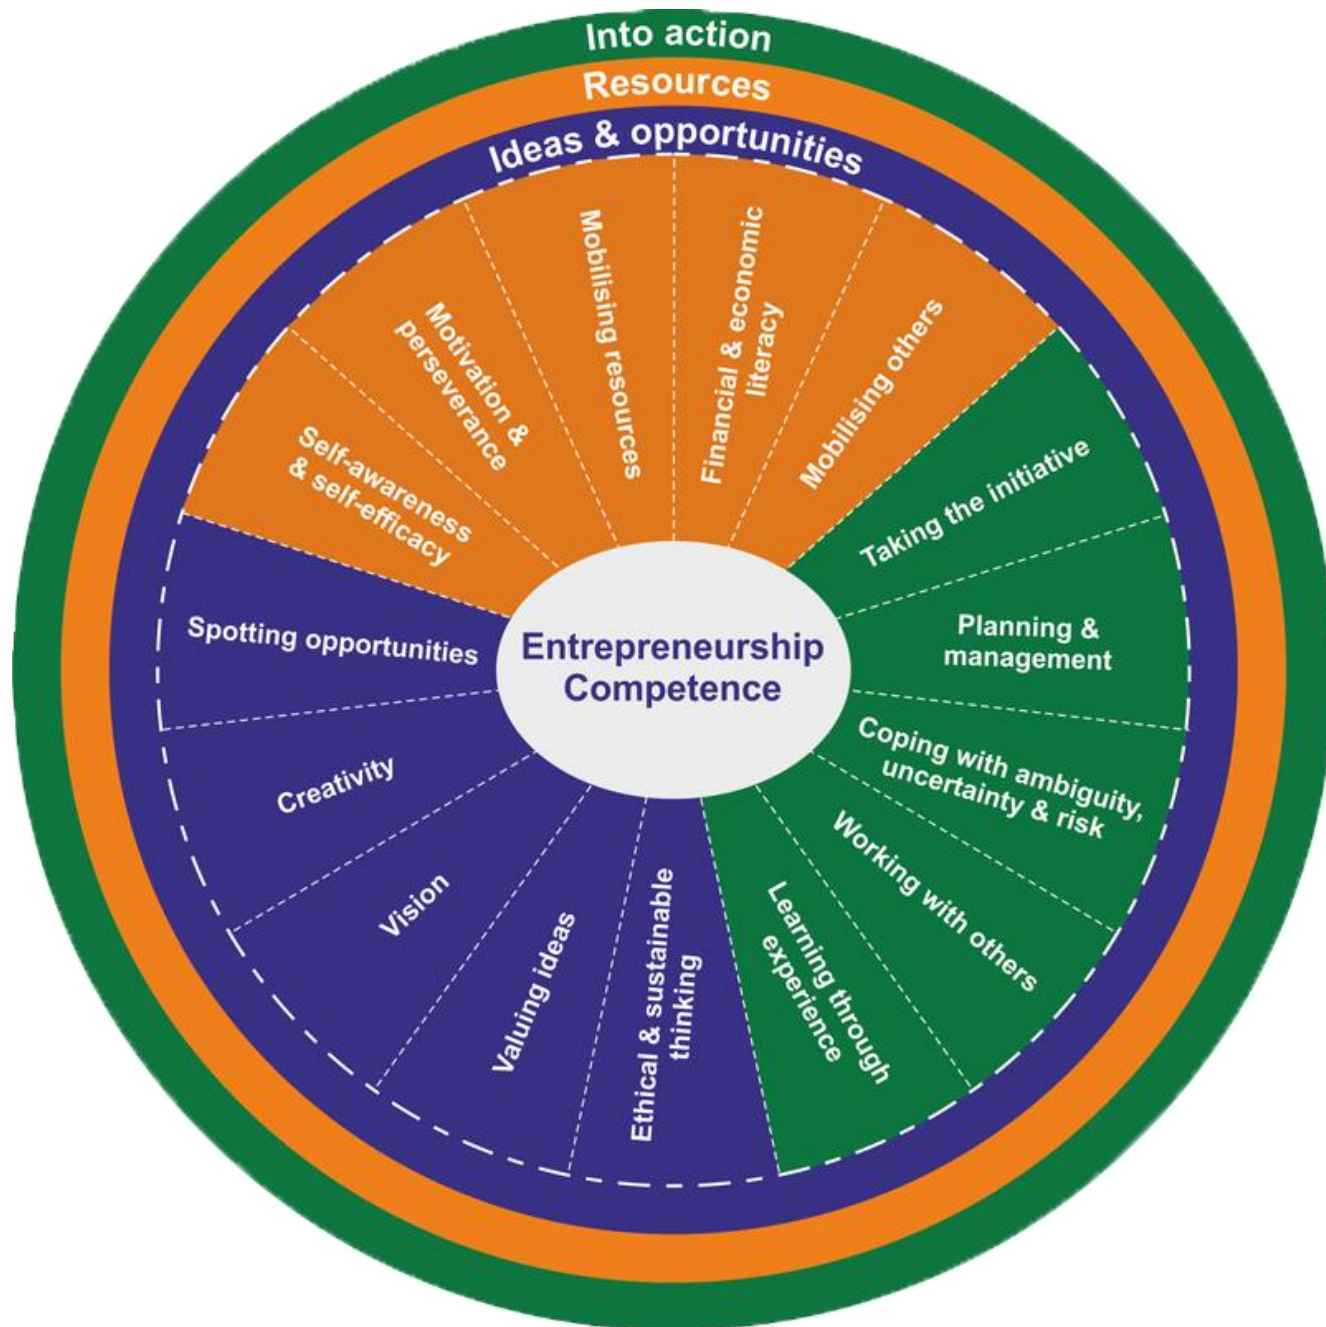 Into action
Resources
Ideas & opportunities
Mobilising resources
Financial & economic
literacy
Mobilising others
Motivation &
perseverance
Self-awareness
& self-efficacy
Taking the initiative
Planning &
management
Coping with ambiguity,
uncertainty & risk
Working with others
Learning through
experience
Ethical & sustainable
thinking
Valuing ideas
Vision
Creativity
Spotting opportunities
Entrepreneurship
Competence